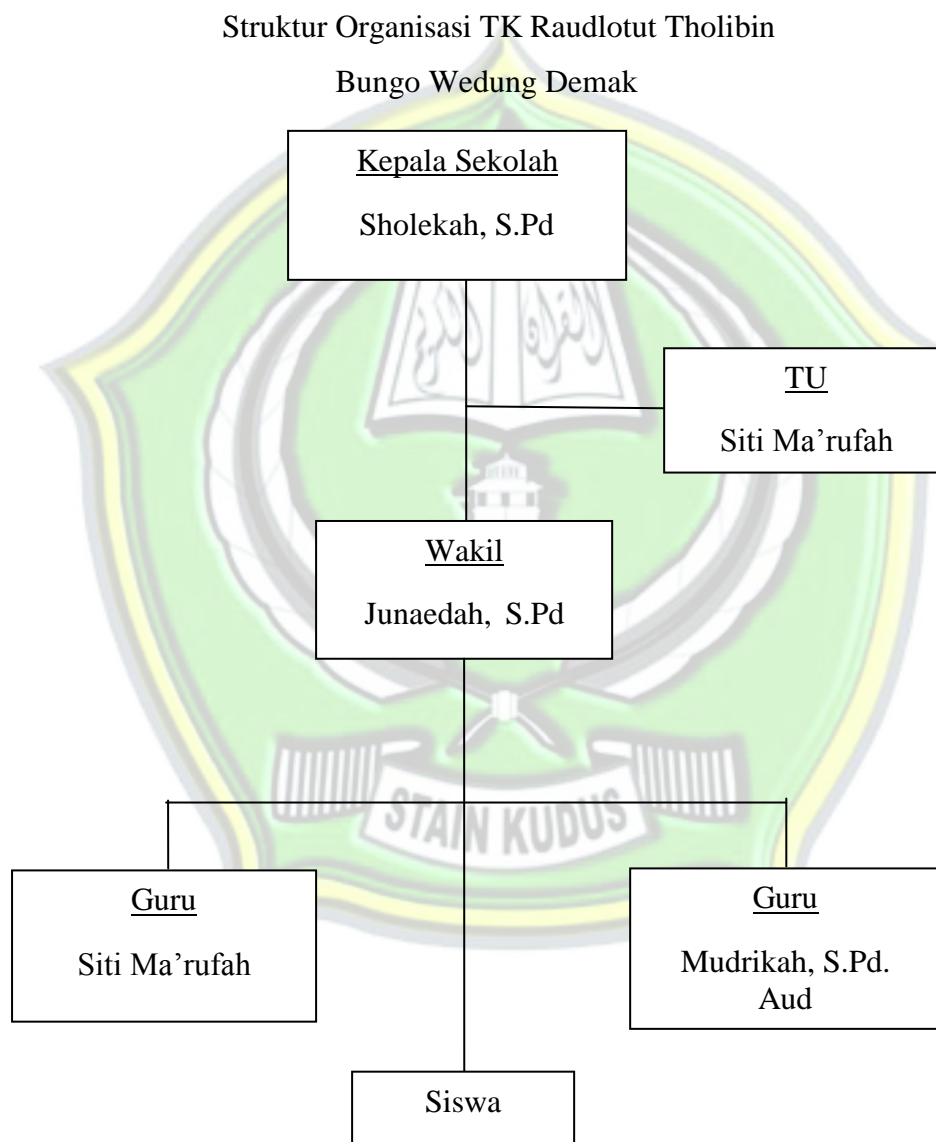 Struktur Organisasi TK Raudlotut Tholibin
Bungo Wedung Demak
Kepala Sekolah
Sholekah, S.Pd
TU
Siti Ma’rufah
Wakil
Junaedah, S.Pd
STAIN KUDUS
Guru
Siti Ma’rufah
Guru
Mudrikah, S.Pd.
Aud
Siswa